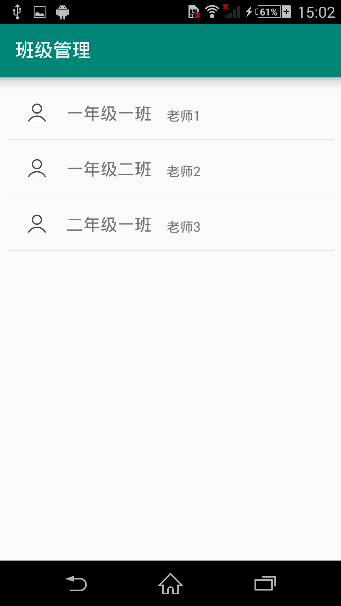 61% 15:02
班级管理
一年级一班 老师1
一年级二班 老师2
二年级一班 老师3